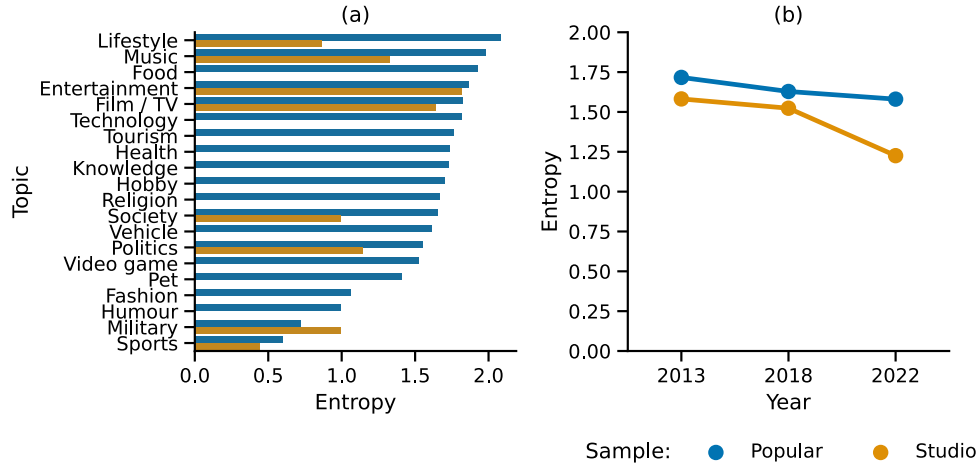 (a)
Topic
Lifestyle
Music
Food
Entertainment
Film / TV
Technology
Tourism
Health
Knowledge
Hobby
Religion
Society
Vehicle
Politics
Video game
Pet
Fashion
Humour
Military
Sports
0.0 0.5 1.0 1.5 2.0
Entropy
(b)
Entropy
2.00
1.75
1.50
1.25
1.00
0.75
0.50
0.25
0.00
2013 2018 2022
Year
Sample: Popular Studio